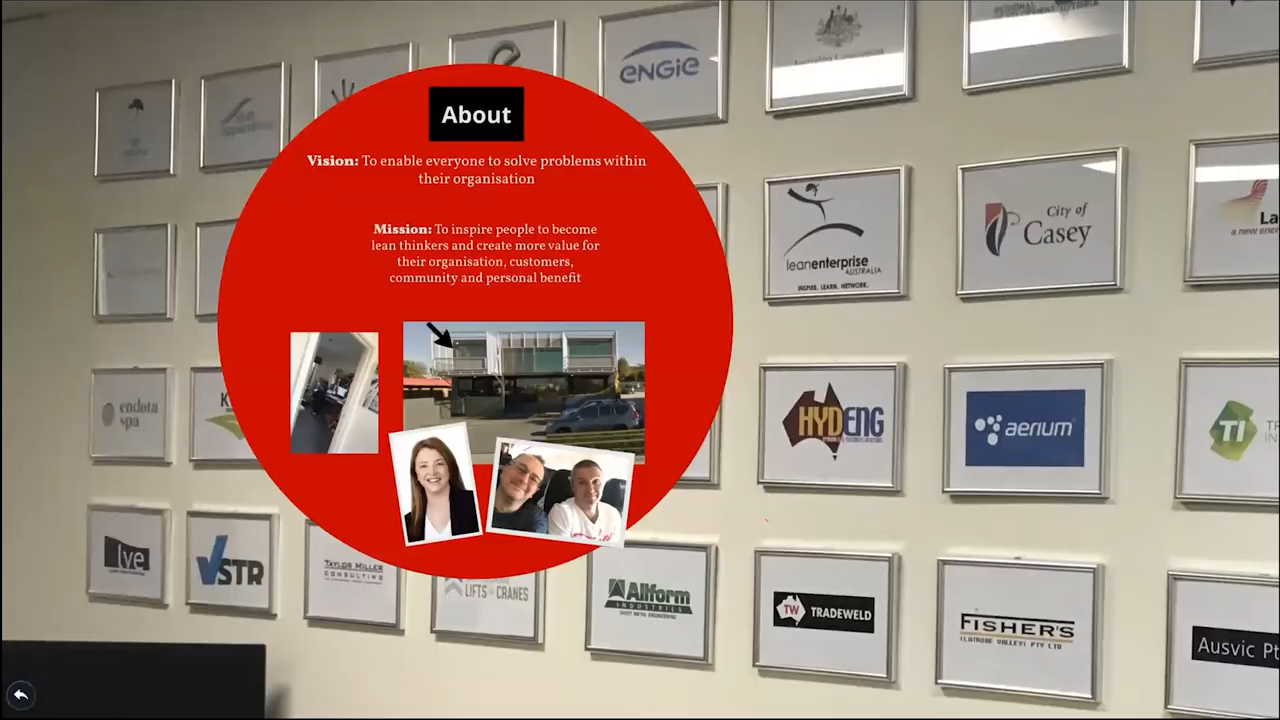 About
Vision: To enable everyone to solve problems within
their organisation
Mission: To inspire people to become
lean thinkers and create more value for
their organisation, customers,
community and personal benefit
ENGIE
leanenterprise
AUSTRALIA
INSPIRE. LEARN. NETWORK.
City of
Casey
La
a new ener
endota
spa
K
HYDENG
aerium
TI
lve
VSTR
TAYLOR MILLER
CONSULTING
LIFTS & CRANES
Allform
INDUSTRIES
SHEET METAL ENGINEERING
TW TRADEWELD
FISHER'S
(LATROBE VALLEY) PTY LTD
Ausvic Pt